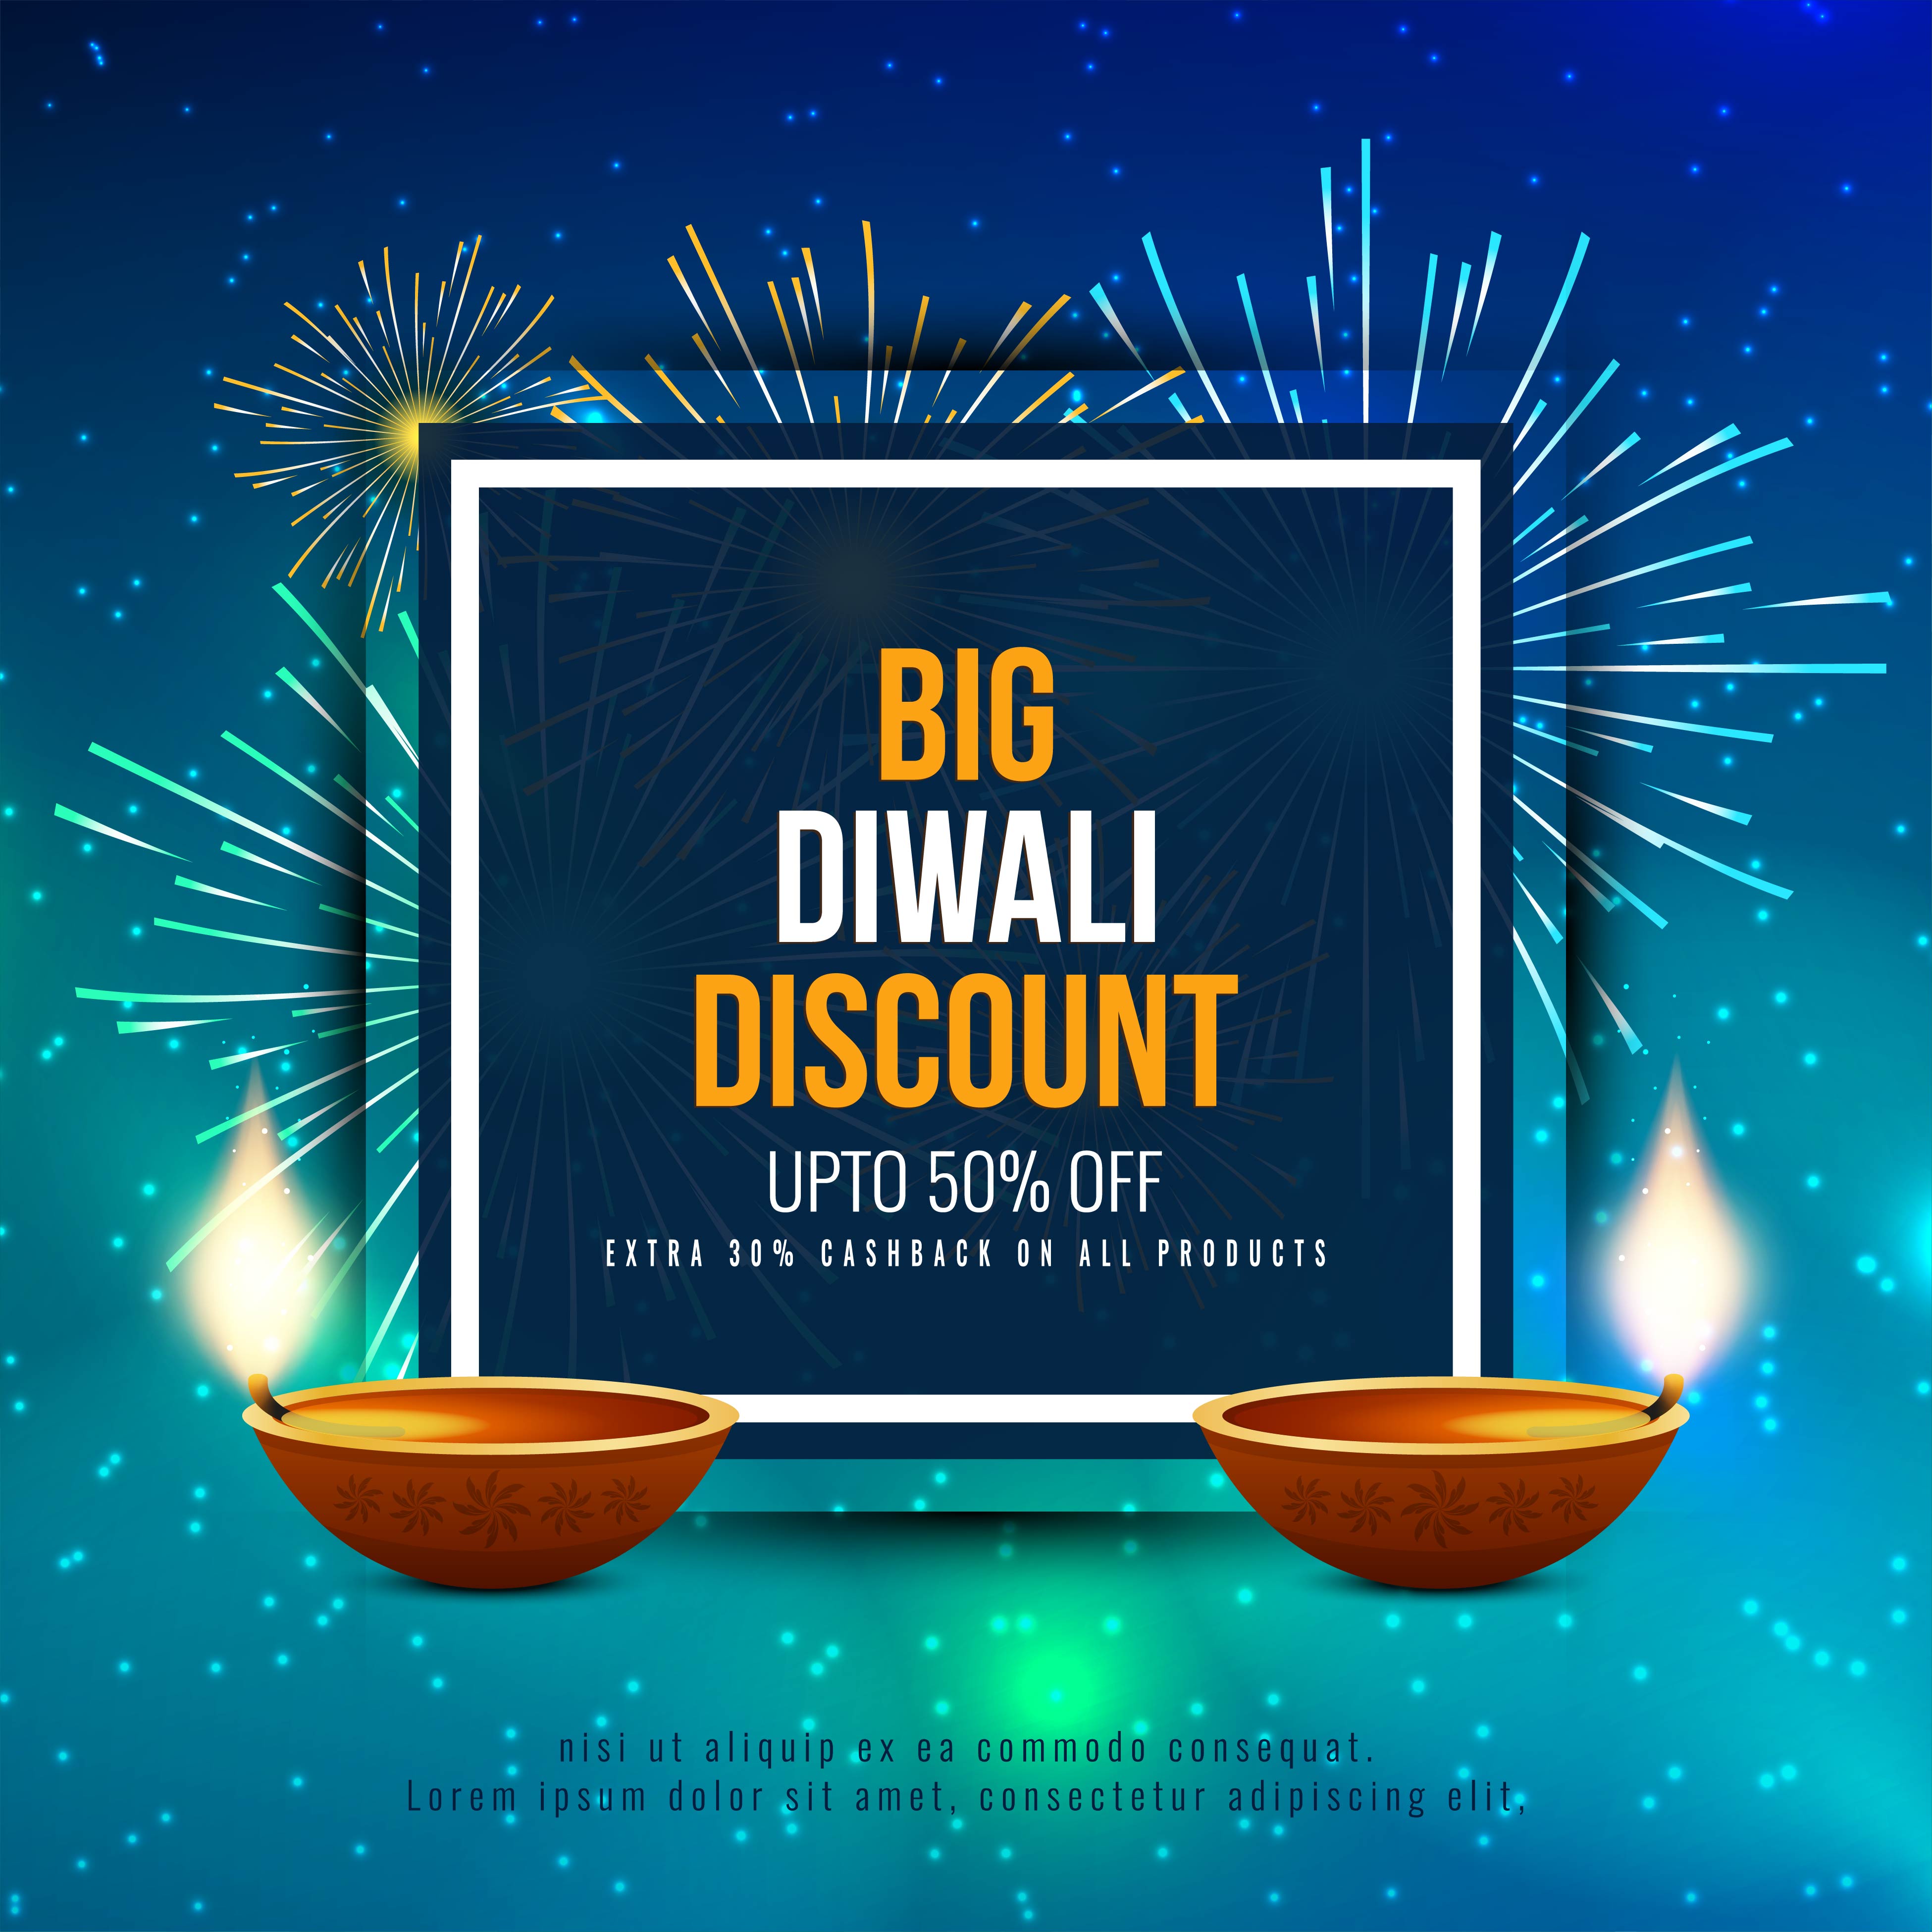 BIG
DIWALI
DISCOUNT
UPTO 50% OFF
EXTRA 30% CASHBACK ON ALL PRODUCTS
nisi ut aliquip ex ea commodo consequat.
Lorem ipsum dolor sit amet, consectetur adipiscing elit,